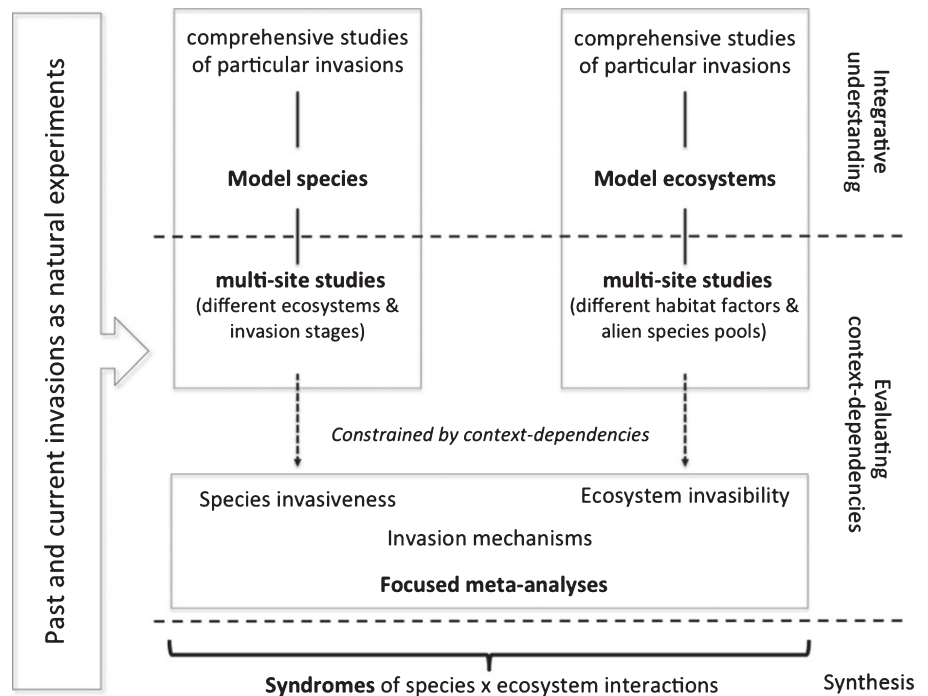 Past and current invasions as natural experiments
comprehensive studies
of particular invasions
Model species
multi-site studies
(different ecosystems &
invasion stages)
comprehensive studies
of particular invasions
Model ecosystems
multi-site studies
(different habitat factors &
alien species pools)
Integrative
understanding
Constrained by context-dependencies
Evaluating
context-dependencies
Species invasiveness
Ecosystem invasibility
Invasion mechanisms
Focused meta-analyses
Syndromes of species x ecosystem interactions
Synthesis